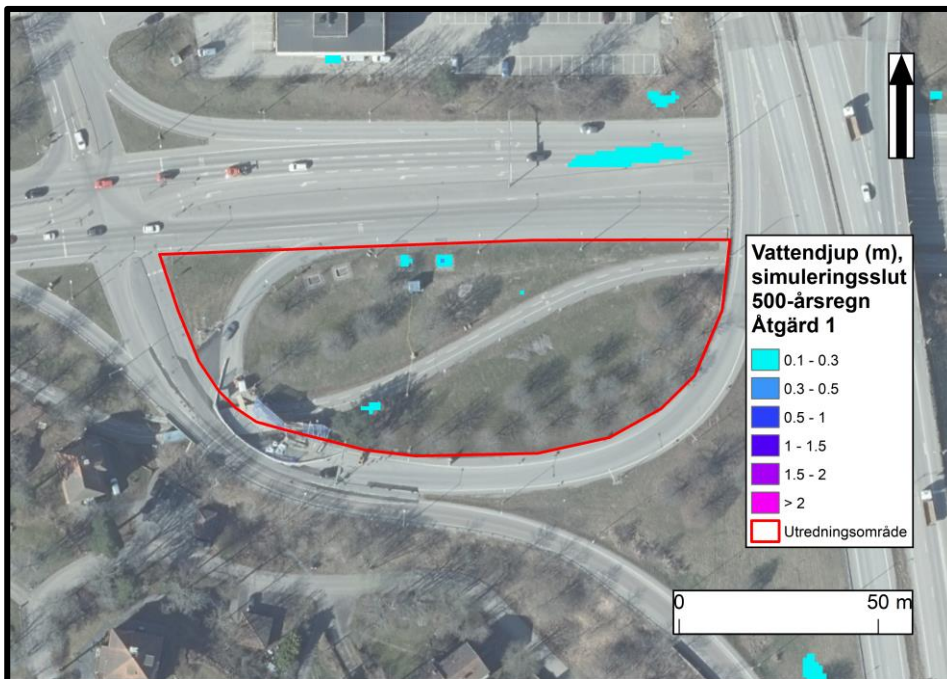 Vattendjup (m),
simuleringsslut
500-årsregn
Åtgärd 1
0.1 - 0.3
0.3 - 0.5
0.5 - 1
1 - 1.5
1.5 - 2
> 2
Utredningsområde
0 50 m